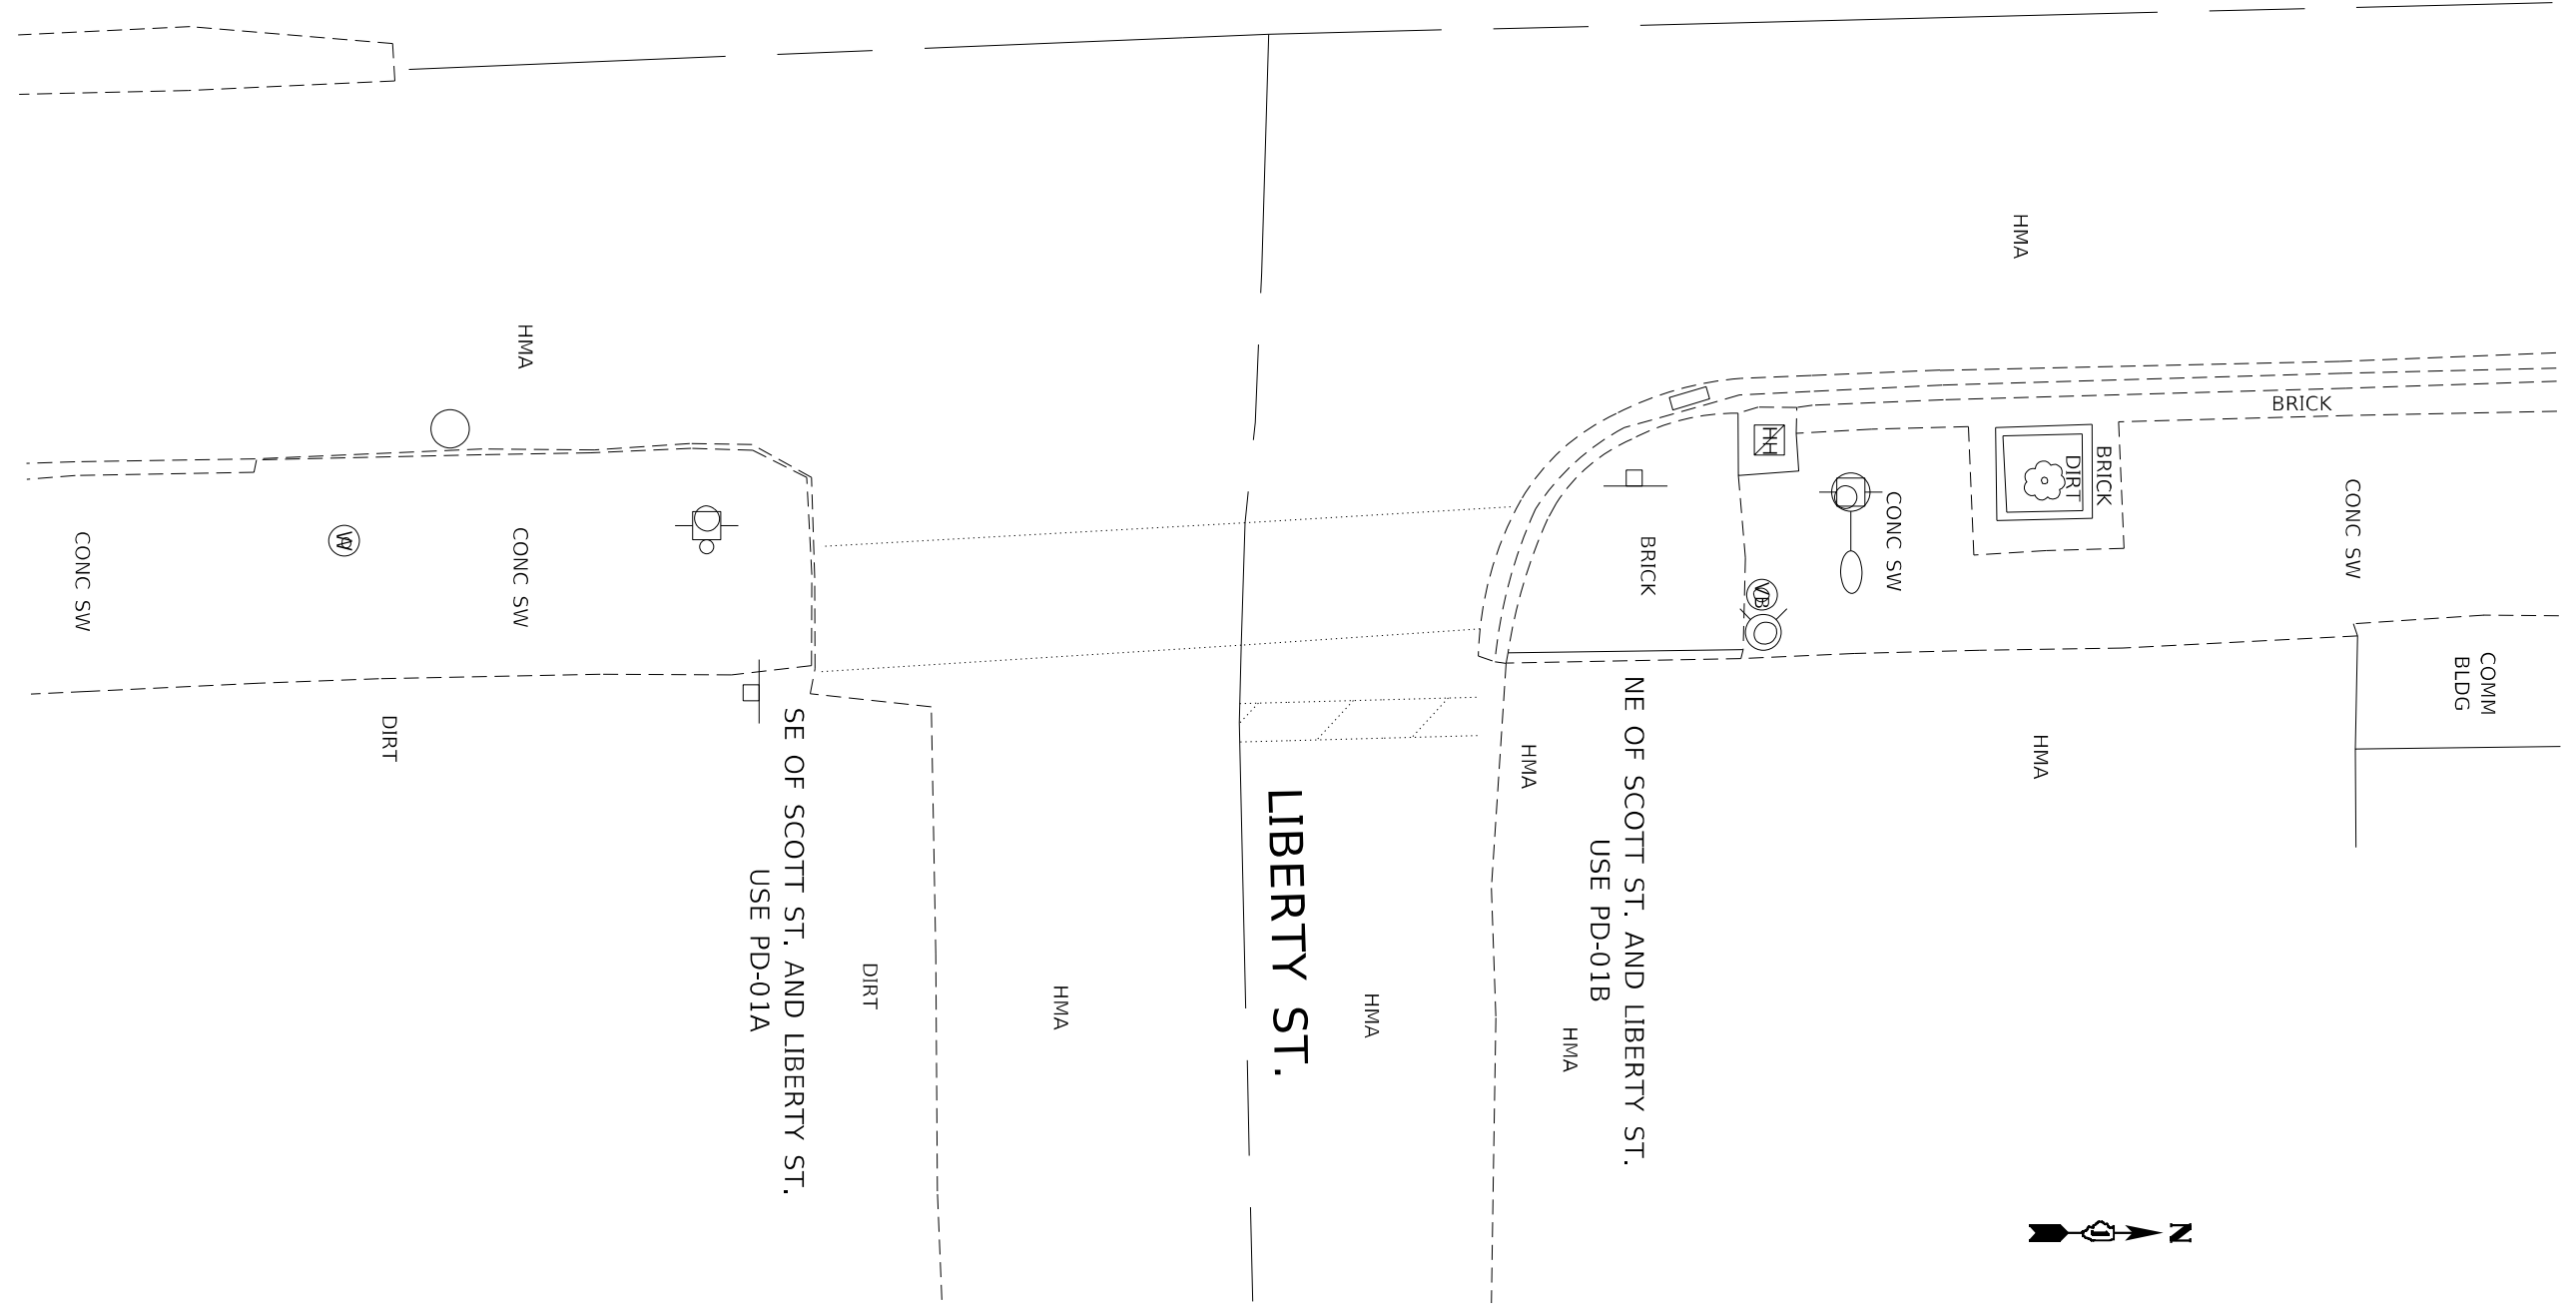 HMA
HMA
BRICK
HH
BRICK
DIRT
CONC SW
CONC SW
CONC SW
CONC SW
BRICK
VB
COMM
BLDG
DIRT
NE OF SCOTT ST. AND LIBERTY ST.
USE PD-01B
SE OF SCOTT ST. AND LIBERTY ST.
USE PD-01A
HMA
HMA
LIBERTY ST.
DIRT
HMA
HMA
HMA
N